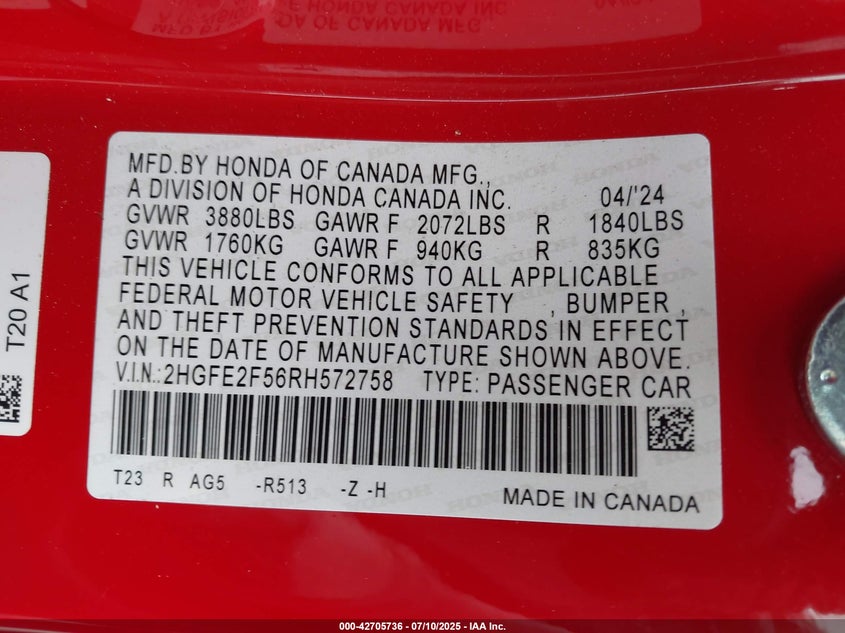 MFD.BY HONDA OF CANADA MFG.,
A DIVISION OF HONDA CANADA INC. 04/'24
GVWR 3880LBS GAWR F 2072LBS R 1840LBS
GVWR 1760KG GAWR F 940KG R 835KG
THIS VEHICLE CONFORMS TO ALL APPLICABLE
FEDERAL MOTOR VEHICLE SAFETY , BUMPER ,
AND THEFT PREVENTION STANDARDS IN EFFECT
ON THE DATE OF MANUFACTURE SHOWN ABOVE.
V.I.N.:2HGFE2F56RH572758 TYPE: PASSENGER CAR
T23 R AG5 -R513 -Z -H MADE IN CANADA
T20 A1
000-42705736 - 07/10/2025 - IAA Inc.